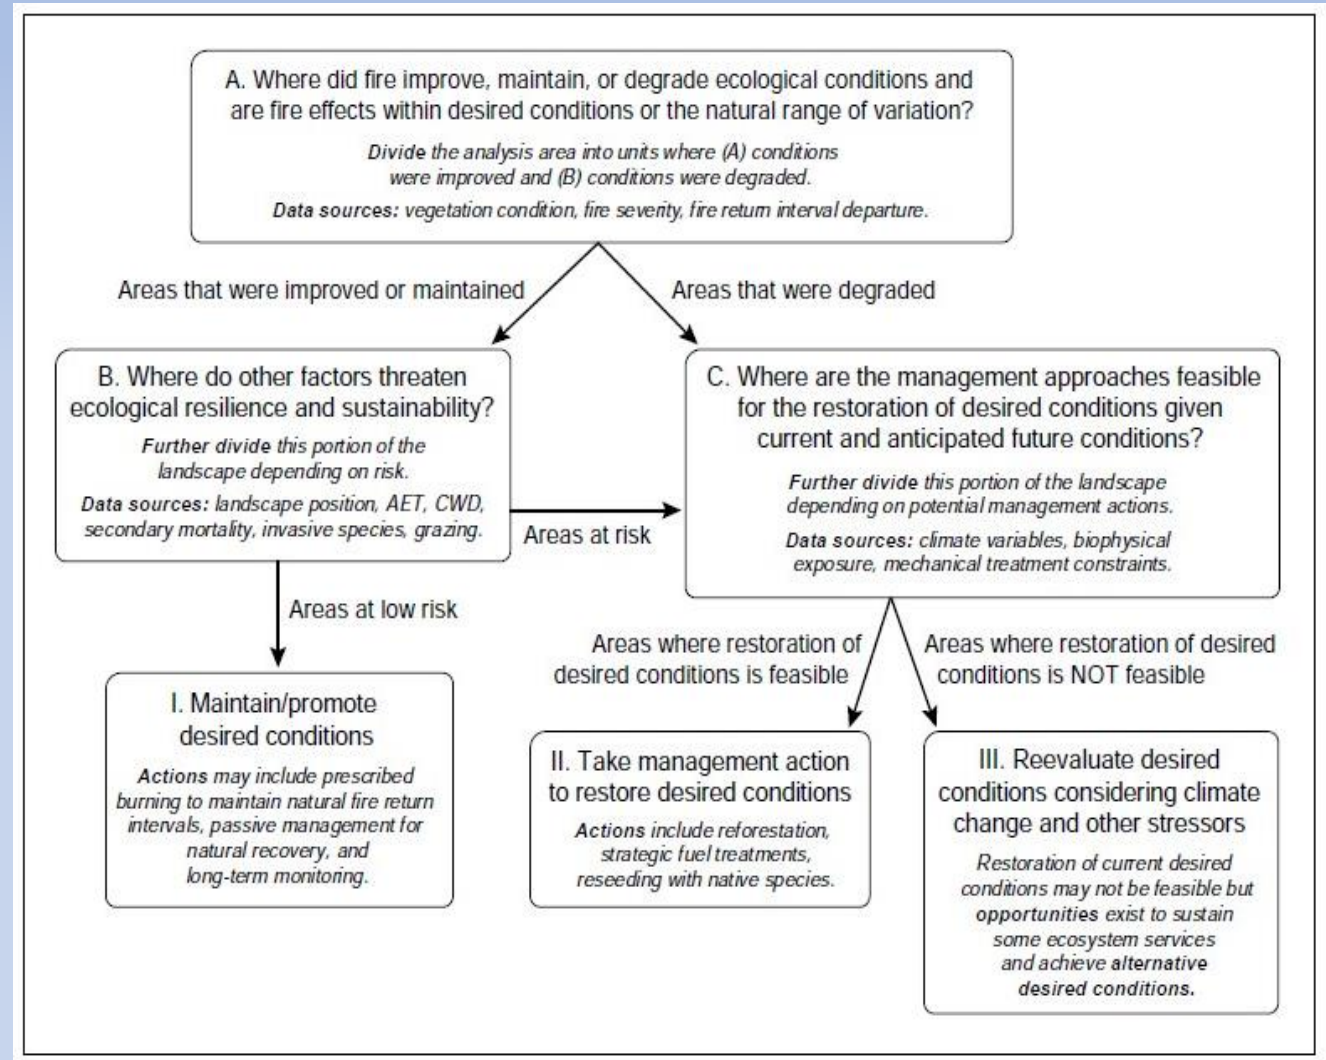 A. Where did fire improve, maintain, or degrade ecological conditions and
are fire effects within desired conditions or the natural range of variation?
Divide the analysis area into units where (A) conditions
were improved and (B) conditions were degraded.
Data sources: vegetation condition, fire severity, fire return interval departure.
Areas that were improved or maintained
Areas that were degraded
B. Where do other factors threaten
ecological resilience and sustainability?
Further divide this portion of the
landscape depending on risk.
Data sources: landscape position, AET, CWD,
secondary mortality, invasive species, grazing.
Areas at risk
C. Where are the management approaches feasible
for the restoration of desired conditions given
current and anticipated future conditions?
Further divide this portion of the landscape
depending on potential management actions.
Data sources: climate variables, biophysical
exposure, mechanical treatment constraints.
Areas at low risk
Areas where restoration of
desired conditions is feasible
Areas where restoration of desired
conditions is NOT feasible
I. Maintain/promote
desired conditions
Actions may include prescribed
burning to maintain natural fire return
intervals, passive management for
natural recovery, and
long-term monitoring.
II. Take management action
to restore desired conditions
Actions include reforestation,
strategic fuel treatments,
reseeding with native species.
III. Reevaluate desired
conditions considering climate
change and other stressors
Restoration of current desired
conditions may not be feasible but
opportunities exist to sustain
some ecosystem services
and achieve alternative
desired conditions.